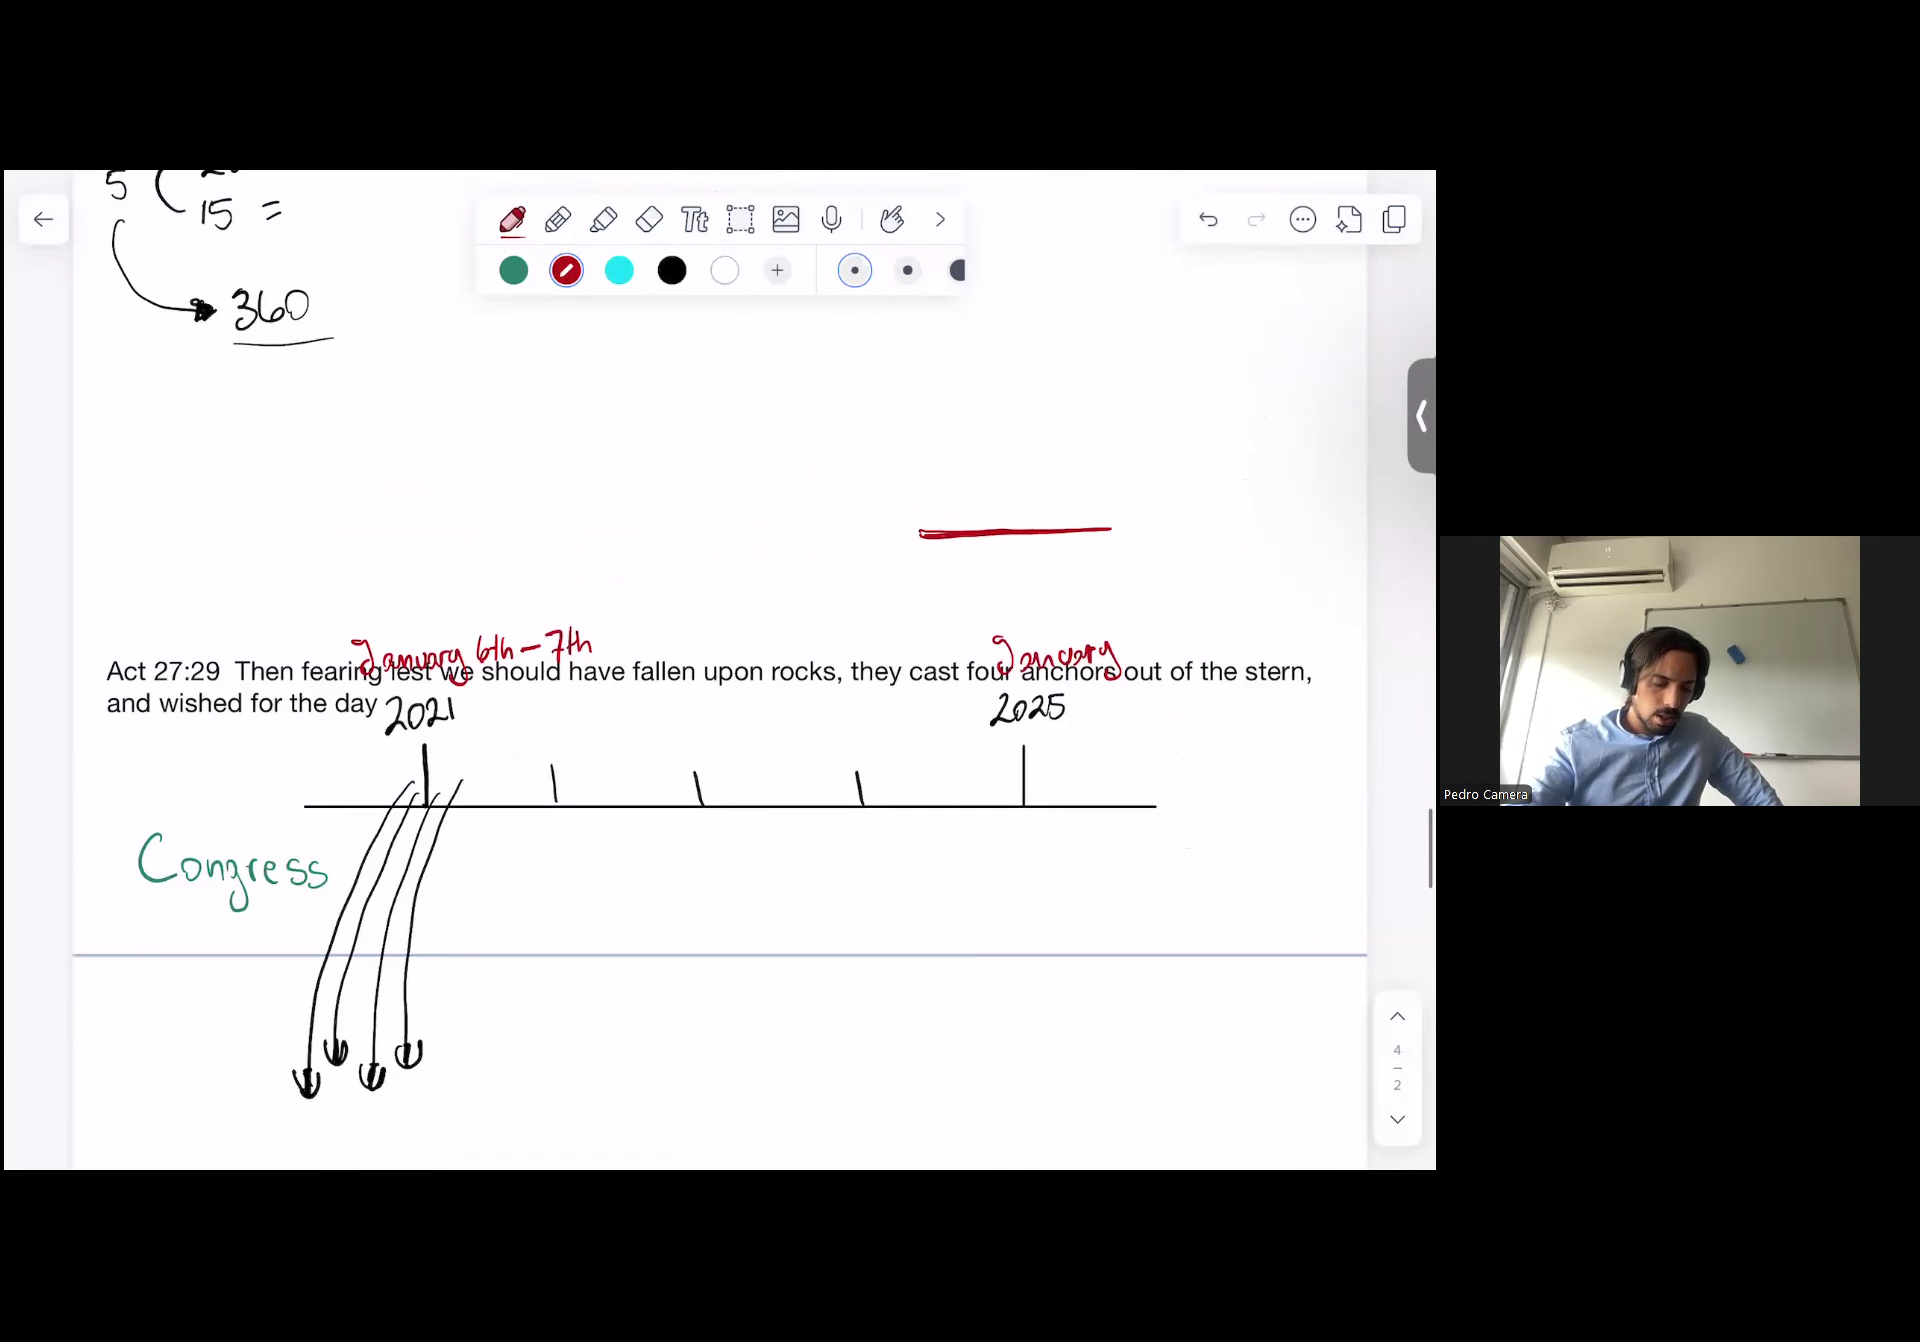 5
15 =
Tt
360
January 6th - 7th
January
Act 27:29 Then fearing lest we should have fallen upon rocks, they cast four anchors out of the stern,
and wished for the day
2021
2025
Congress
4
2
Pedro Camera